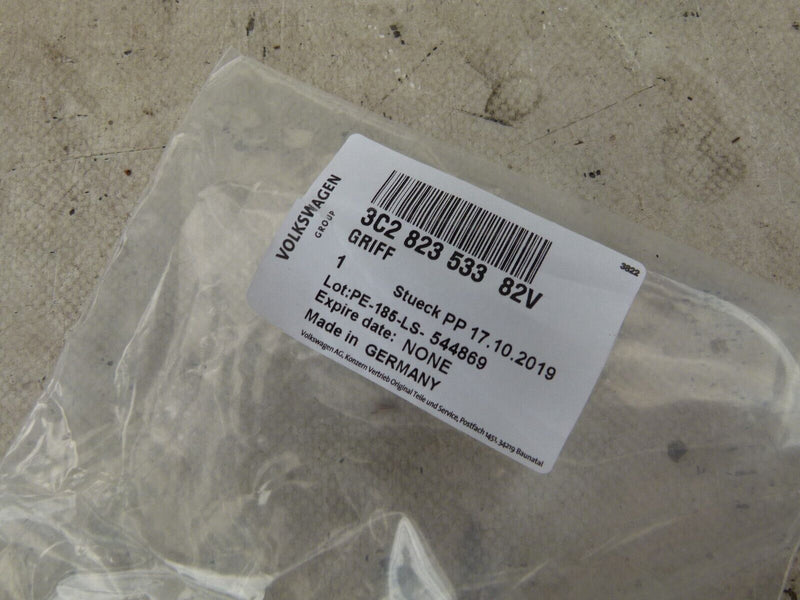 VOLKSWAGEN
GROUP
3C2 823 533 82V
GRIFF
3822
1 Stueck PP 17.10.2019
Lot:PE-185-LS- 544869
Expire date: NONE
Made in GERMANY
Volkswagen AG, Konzern Vertrieb Original Teile und Service, Postfach 1451, 34219 Baunatal